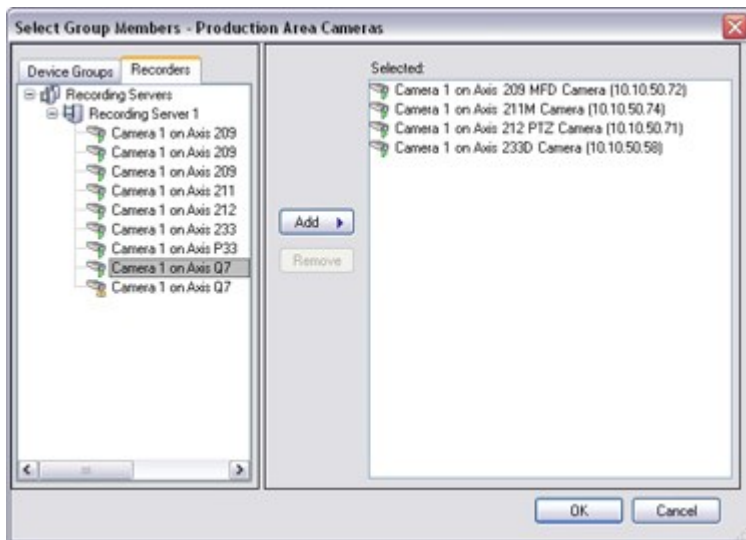 Select Group Members - Production Area Cameras
Device Groups
Recorders
Recording Servers
Recording Server 1
Camera 1 on Axis 209
Camera 1 on Axis 209
Camera 1 on Axis 209
Camera 1 on Axis 211
Camera 1 on Axis 212
Camera 1 on Axis 233
Camera 1 on Axis P33
Camera 1 on Axis Q7
Camera 1 on Axis Q7
Add
Remove
Selected:
Camera 1 on Axis 209 MFD Camera (10.10.50.72)
Camera 1 on Axis 211M Camera (10.10.50.74)
Camera 1 on Axis 212 PTZ Camera (10.10.50.71)
Camera 1 on Axis 233D Camera (10.10.50.58)
OK
Cancel